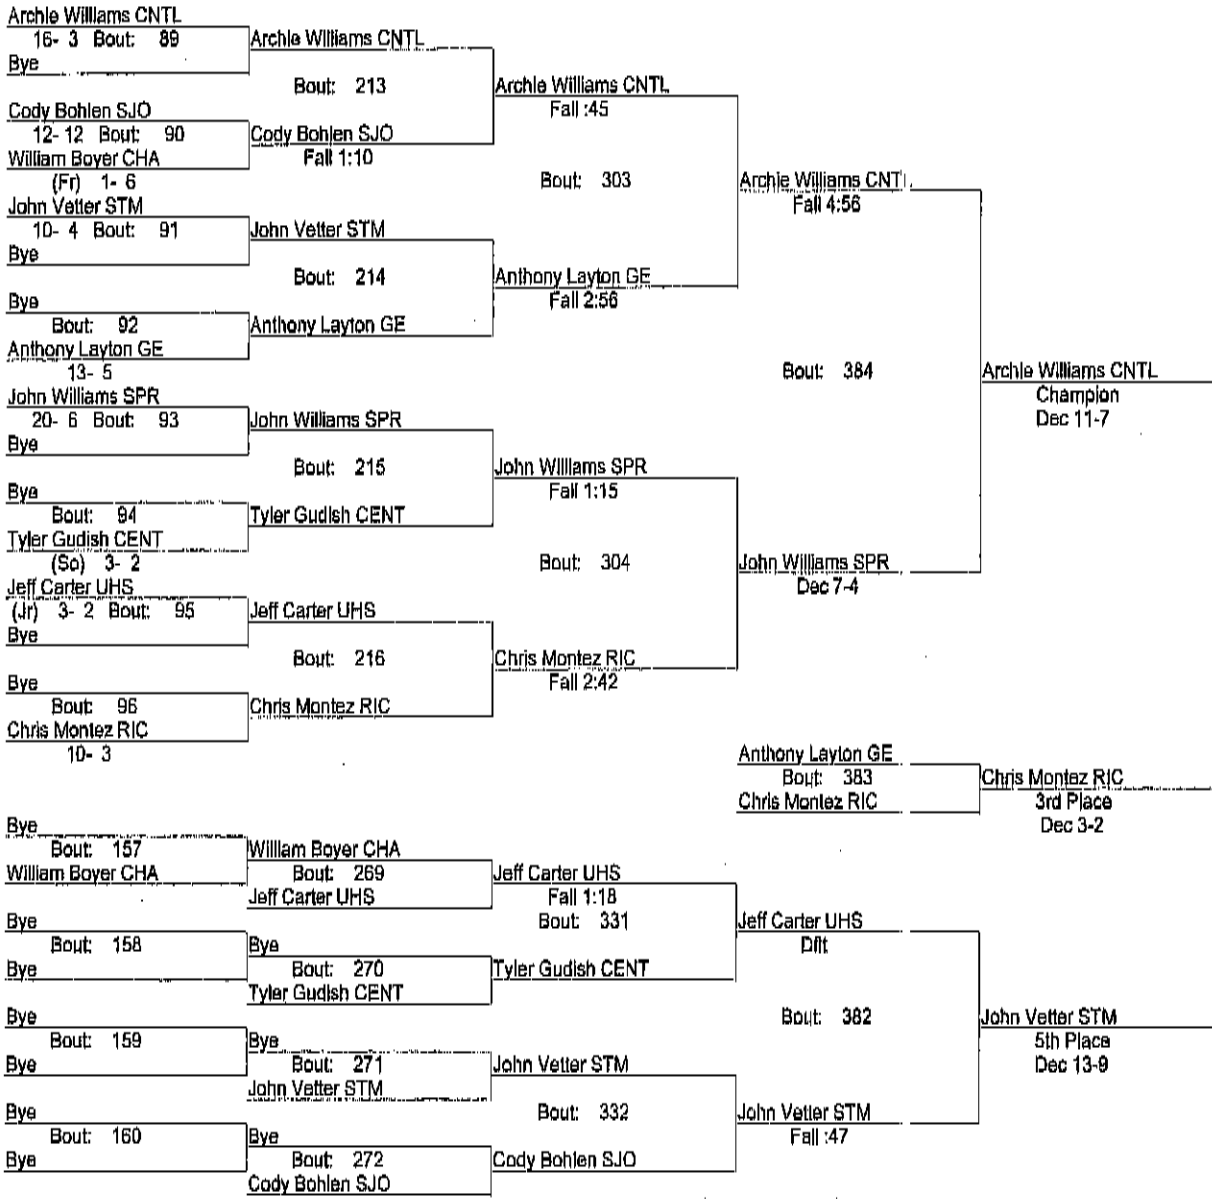 Archie Williams CNTL
16- 3 Bout: 89
Bye
Archie Williams CNTL
Bout: 213
Cody Bohlen SJO
12- 12 Bout: 90
William Boyer CHA
(Fr) 1- 6
Cody Bohlen SJO
Fall 1:10
Archie Williams CNTL
Fall :45
Bout: 303
John Vetter STM
10- 4 Bout: 91
Bye
John Vetter STM
Bout: 214
Bye
Bout: 92
Anthony Layton GE
13- 5
Anthony Layton GE
Anthony Layton GE
Fall 2:56
Archie Williams CNTL
Fall 4:56
Bout: 384
John Williams SPR
20- 6 Bout: 93
Bye
John Williams SPR
Bout: 215
Bye
Bout: 94
Tyler Gudish CENT
(So) 3- 2
Tyler Gudish CENT
John Williams SPR
Fall 1:15
Bout: 304
Jeff Carter UHS
(Jr) 3- 2 Bout: 95
Bye
Jeff Carter UHS
Bout: 216
Bye
Bout: 96
Chris Montez RIC
10- 3
Chris Montez RIC
Chris Montez RIC
Fall 2:42
John Williams SPR
Dec 7-4
Archie Williams CNTL
Champion
Dec 11-7
Anthony Layton GE
Bout: 383
Chris Montez RIC
Chris Montez RIC
3rd Place
Dec 3-2
Bye
Bout: 157
William Boyer CHA
William Boyer CHA
Bout: 269
Jeff Carter UHS
Jeff Carter UHS
Fall 1:18
Bout: 331
Bye
Bout: 158
Bye
Bye
Bout: 270
Tyler Gudish CENT
Tyler Gudish CENT
Jeff Carter UHS
Dflt
Bout: 382
Bye
Bout: 159
Bye
Bye
Bout: 271
John Vetter STM
John Vetter STM
Bout: 332
Bye
Bout: 160
Bye
Bye
Bout: 272
Cody Bohlen SJO
Cody Bohlen SJO
John Vetter STM
Fall :47
John Vetter STM
5th Place
Dec 13-9